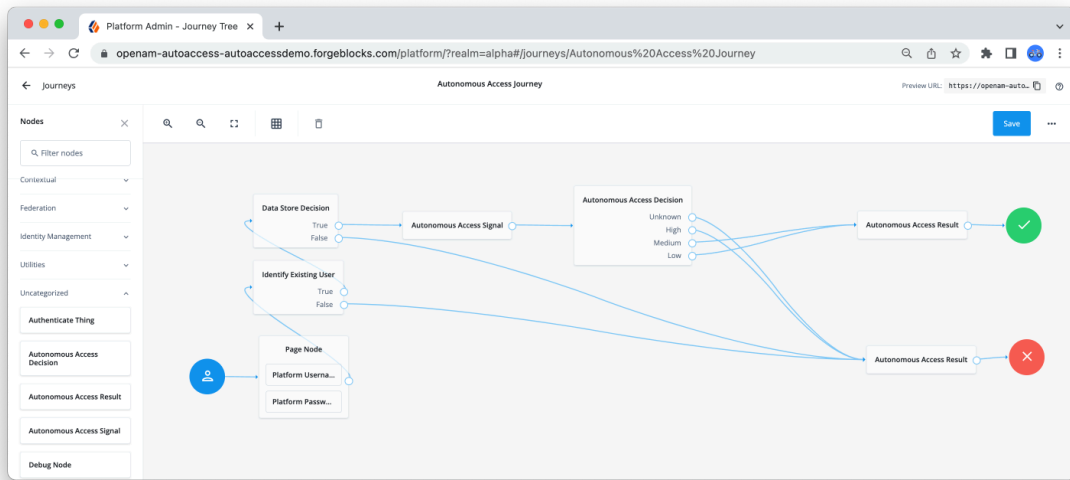 Platform Admin - Journey Tree
openam-autoaccess-autoaccessdemo.forgeblocks.com/platform/?realm=alpha#/journeys/Autonomous%20Access%20Journey
Journeys
Autonomous Access Journey
Preview URL: https://openam-auto…
Nodes
Save
Filter nodes
Contextual
Federation
Identity Management
Utilities
Uncategorized
Authenticate Thing
Autonomous Access
Decision
Autonomous Access Result
Autonomous Access Signal
Debug Node
Data Store Decision
True
False
Identify Existing User
True
False
Page Node
Platform Userna...
Platform Passw...
Autonomous Access Signal
Autonomous Access Decision
Unknown
High
Medium
Low
Autonomous Access Result
Autonomous Access Result